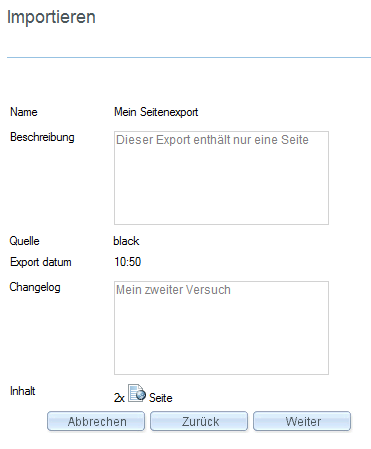 Importieren
Name Mein Seitenexport
Beschreibung Dieser Export enthält nur eine Seite
Quelle black
Export datum 10:50
Changelog Mein zweiter Versuch
Inhalt 2x Seite
Abbrechen Zurück Weiter